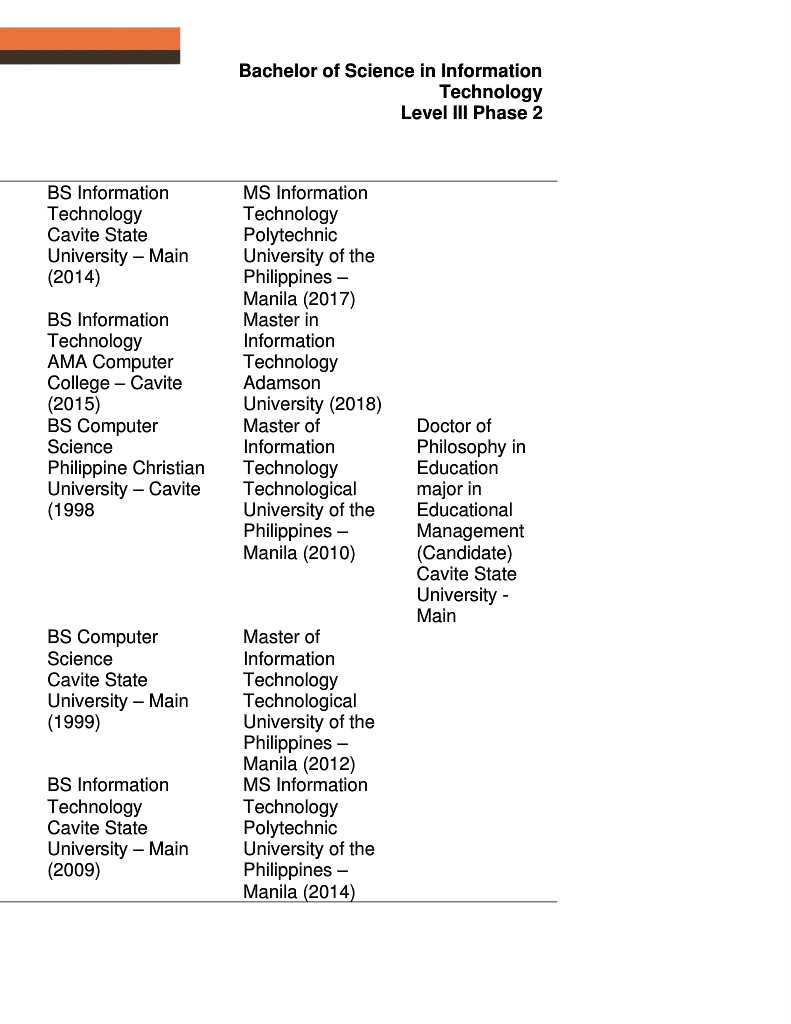 Bachelor of Science in Information
Technology
Level III Phase 2
BS Information
Technology
Cavite State
University – Main
(2014)
MS Information
Technology
Polytechnic
University of the
Philippines –
Manila (2017)
BS Information
Technology
AMA Computer
College – Cavite
(2015)
Master in
Information
Technology
Adamson
University (2018)
BS Computer
Science
Philippine Christian
University – Cavite
(1998
Master of
Information
Technology
Technological
University of the
Philippines –
Manila (2010)
Doctor of
Philosophy in
Education
major in
Educational
Management
(Candidate)
Cavite State
University -
Main
BS Computer
Science
Cavite State
University – Main
(1999)
Master of
Information
Technology
Technological
University of the
Philippines –
Manila (2012)
BS Information
Technology
Cavite State
University – Main
(2009)
MS Information
Technology
Polytechnic
University of the
Philippines –
Manila (2014)